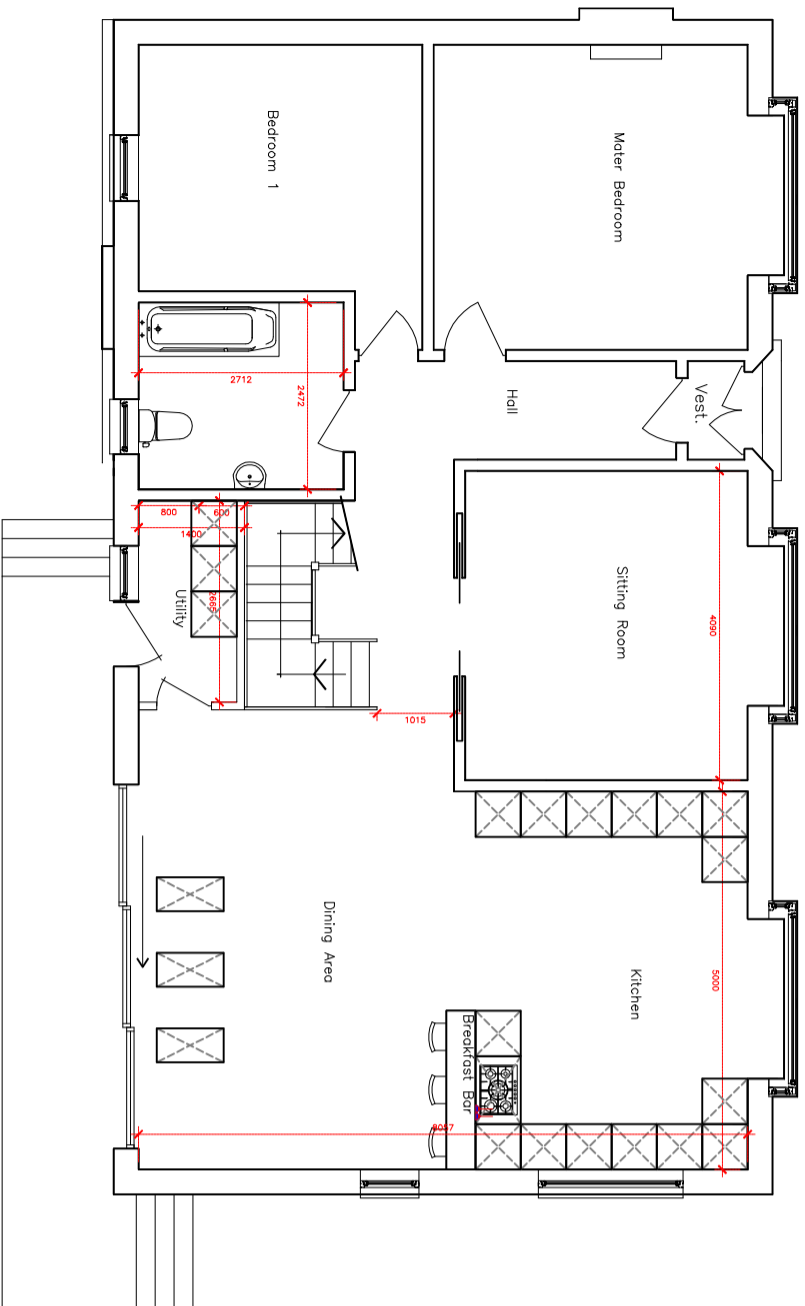 Mater Bedroom
Bedroom 1
Vest.
Hall
2712
2472
800
600
1400
2665
Utility
Sitting Room
4090
1015
5000
Kitchen
Dining Area
Breakfast Bar
8057